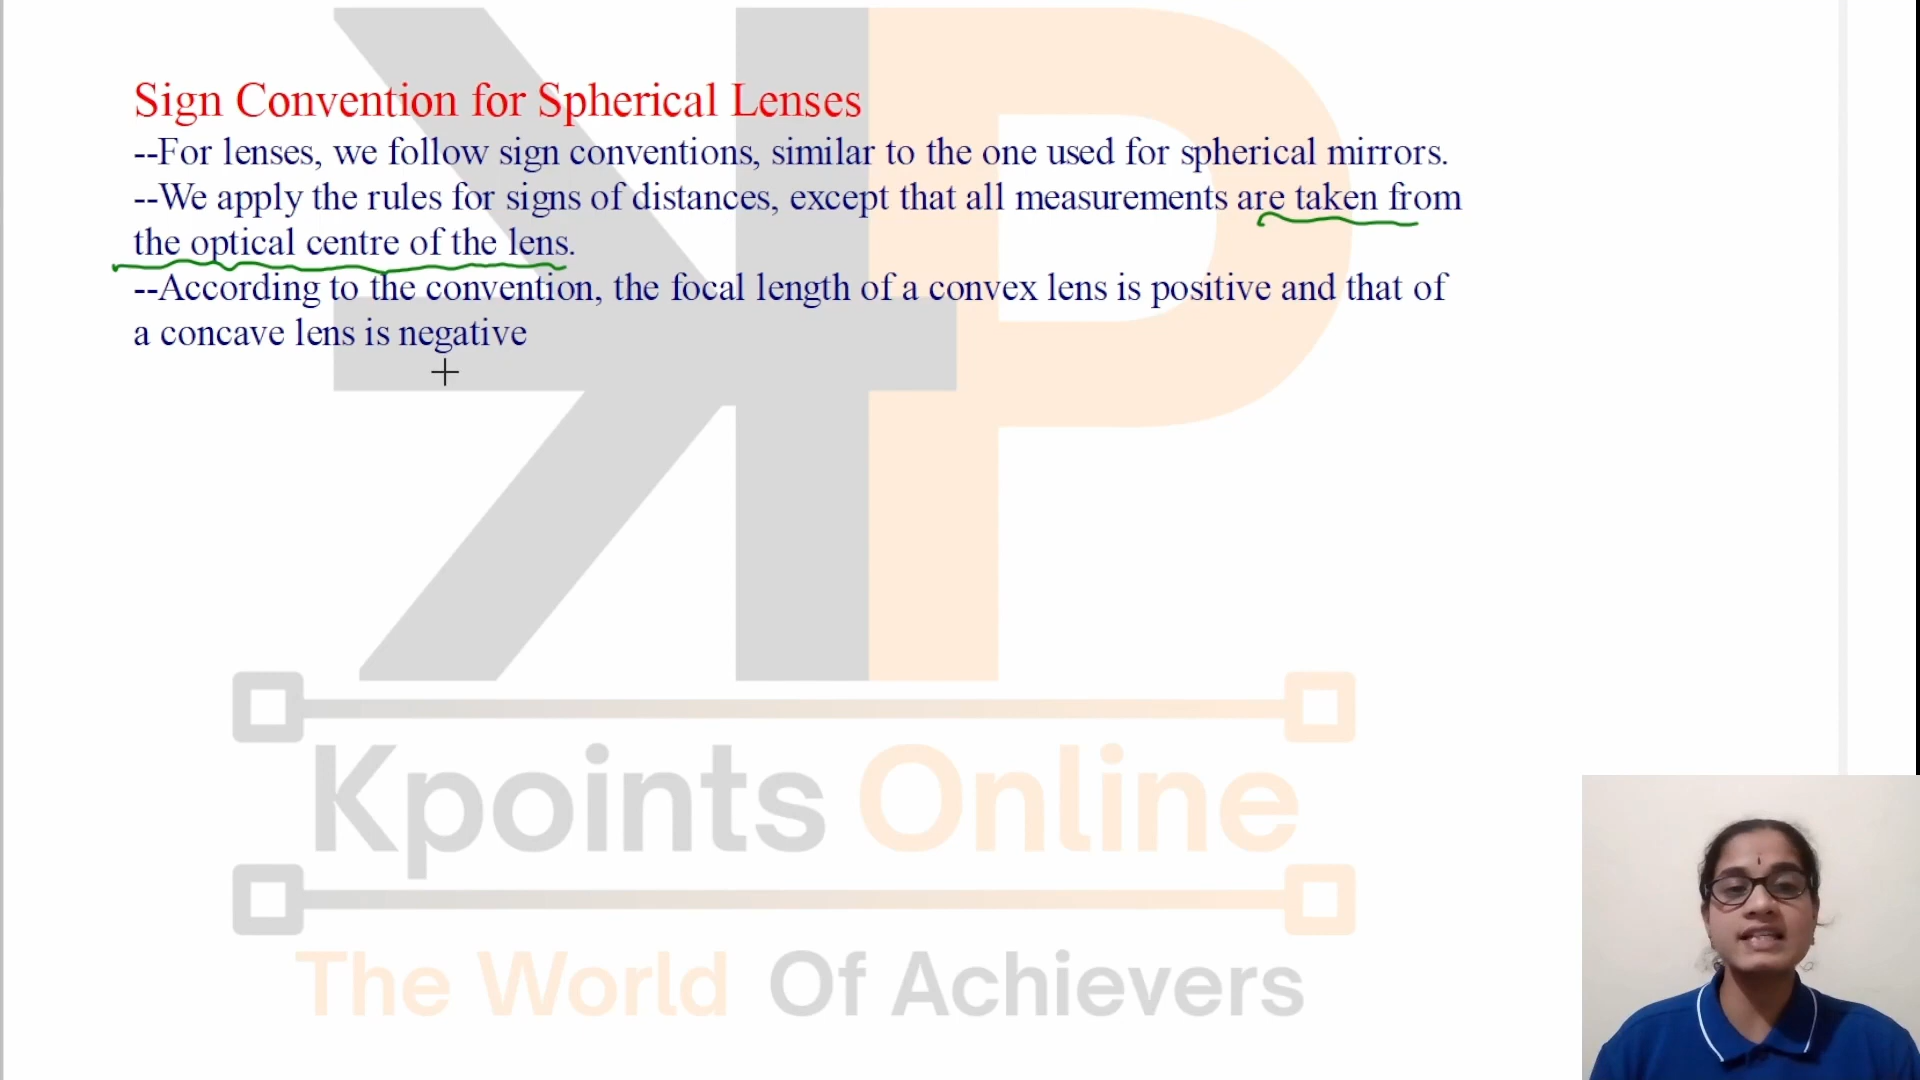 Sign Convention for Spherical Lenses
--For lenses, we follow sign conventions, similar to the one used for spherical mirrors.
--We apply the rules for signs of distances, except that all measurements are taken from
the optical centre of the lens.
--According to the convention, the focal length of a convex lens is positive and that of
a concave lens is negative
KP
Kpoints Online
The World Of Achievers